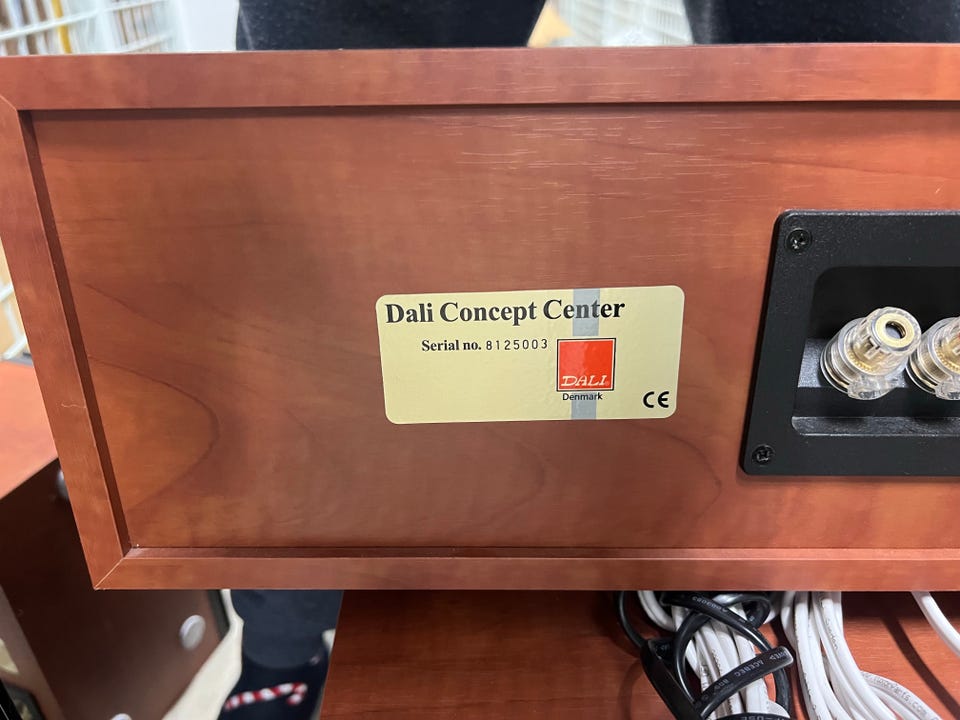 Dali Concept Center
Serial no. 8125003
DALI
Denmark
CE